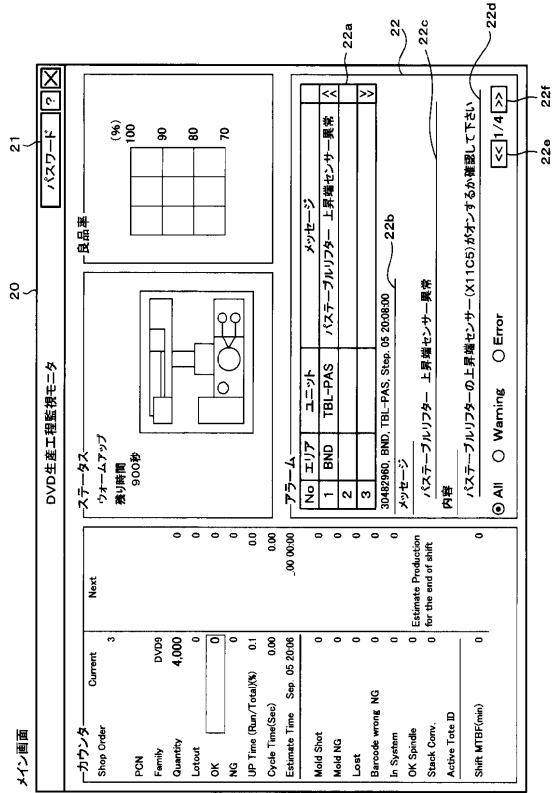 メイン画面
20
21
DVD生産工程監視モニタ
パスワード ? X
カウンタ
Current Next
Shop Order 3
PCN
Family DVD9
Quantity 4,000 0
Lotout 0 0
OK 0 0
NG 0 0
UP Time (Run/Total)(%) 0.1 0.0
Cycle Time(Sec) 0.00 0.00
Estimate Time Sep. 05 20:06 _00 00:00
Mold Shot 0 0
Mold NG 0 0
Lost 0 0
Barcode wrong NG 0 0
In System 0
OK Spindle 0
Stack Conv. 0
Active Tote ID
Estimate Production
for the end of shift
Shift MTBF(min) 0 0
ステータス
ウォームアップ
残り時間 900秒
良品率
(%)
100
90
80
70
アラーム
No エリア ユニット メッセージ
1 BND TBL-PAS パステーブルリフター 上昇端センサー異常 <<
2
3 >>
30482960, BND, TBL-PAS, Step. 05 20:08:00
メッセージ
パステーブルリフター 上昇端センサー異常
内容
パステーブルリフターの上昇端センサー(X11C5)がオンするか確認して下さい
All Warning Error
<< 1/4 >>
22a
22b
22c
22
22d
22e
22f